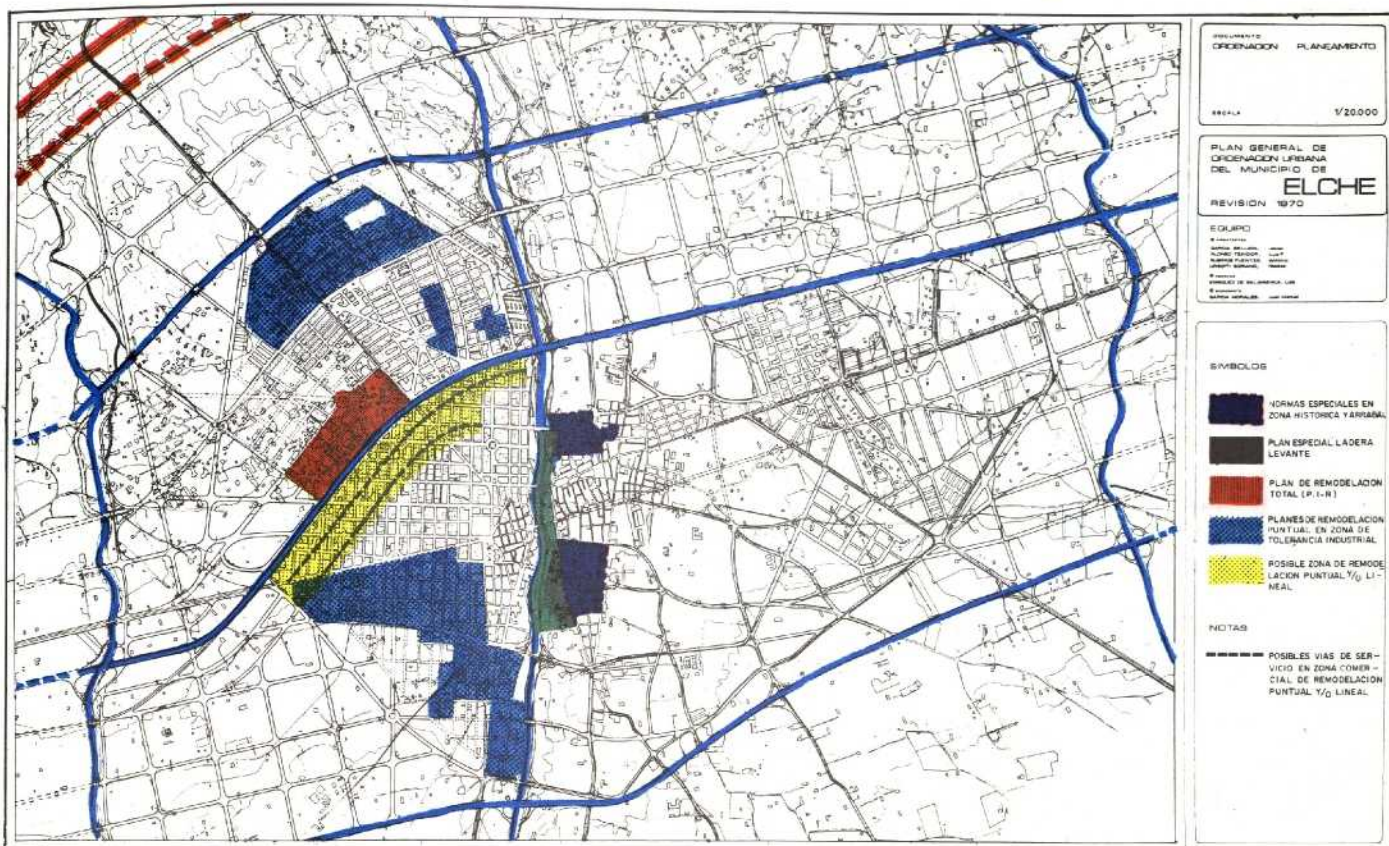 DOCUMENTO
ORDENACION PLANEAMIENTO
ESCALA 1/20.000
PLAN GENERAL DE
ORDENACION URBANA
DEL MUNICIPIO DE
ELCHE
REVISION 1970
EQUIPO
SIMBOLOS
NORMAS ESPECIALES EN
ZONA HISTORICA Y ARRABAL
PLAN ESPECIAL LADERA
LEVANTE
PLAN DE REMODELACION
TOTAL (P.I-R)
PLANES DE REMODELACION
PUNTUAL EN ZONA DE
TOLERANCIA INDUSTRIAL
POSIBLE ZONA DE REMODE
LACION PUNTUAL Y/O LI-
NEAL
NOTAS
POSIBLES VIAS DE SER-
VICIO EN ZONA COMER-
CIAL DE REMODELACION
PUNTUAL Y/O LINEAL